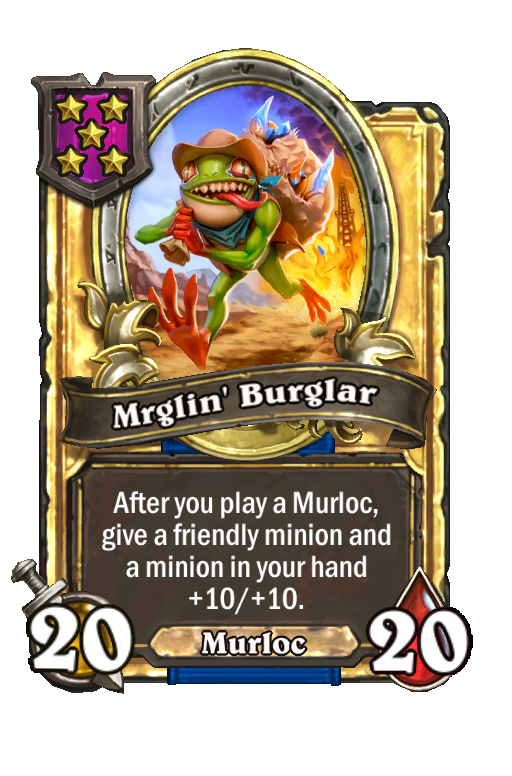 Mrglin' Burglar
After you play a Murloc,
give a friendly minion and
a minion in your hand
+10/+10.
20
Murloc
20